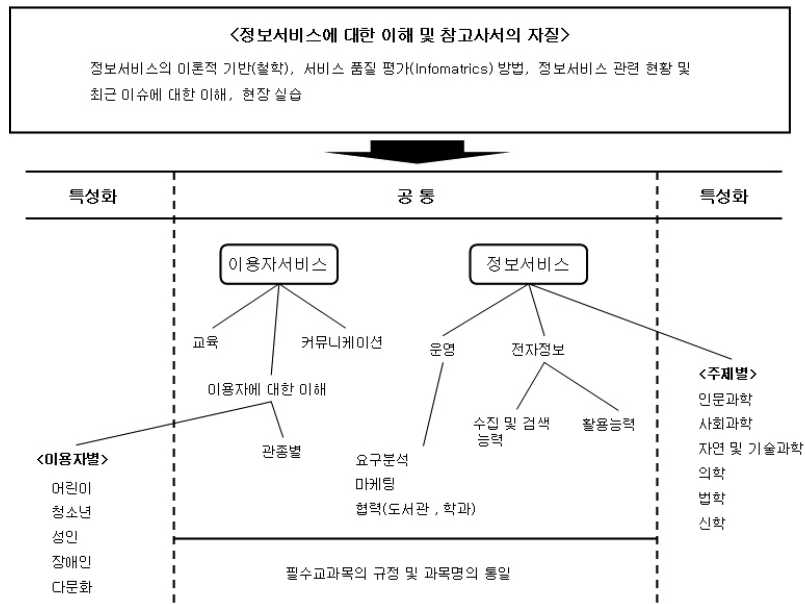 <정보서비스에 대한 이해 및 참고사서의 자질>
정보서비스의 이론적 기반(철학), 서비스 품질 평가(Infomatrics) 방법, 정보서비스 관련 현황 및
최근 이슈에 대한 이해, 현장 실습
특성화
공 통
특성화
이용자서비스
정보서비스
교육
커뮤니케이션
이용자에 대한 이해
관종별
운영
전자정보
요구분석
마케팅
협력(도서관 , 학과)
수집 및 검색
능력
활용능력
<이용자별>
어린이
청소년
성인
장애인
다문화
<주제별>
인문과학
사회과학
자연 및 기술과학
의학
법학
신학
필수교과목의 규정 및 과목명의 통일